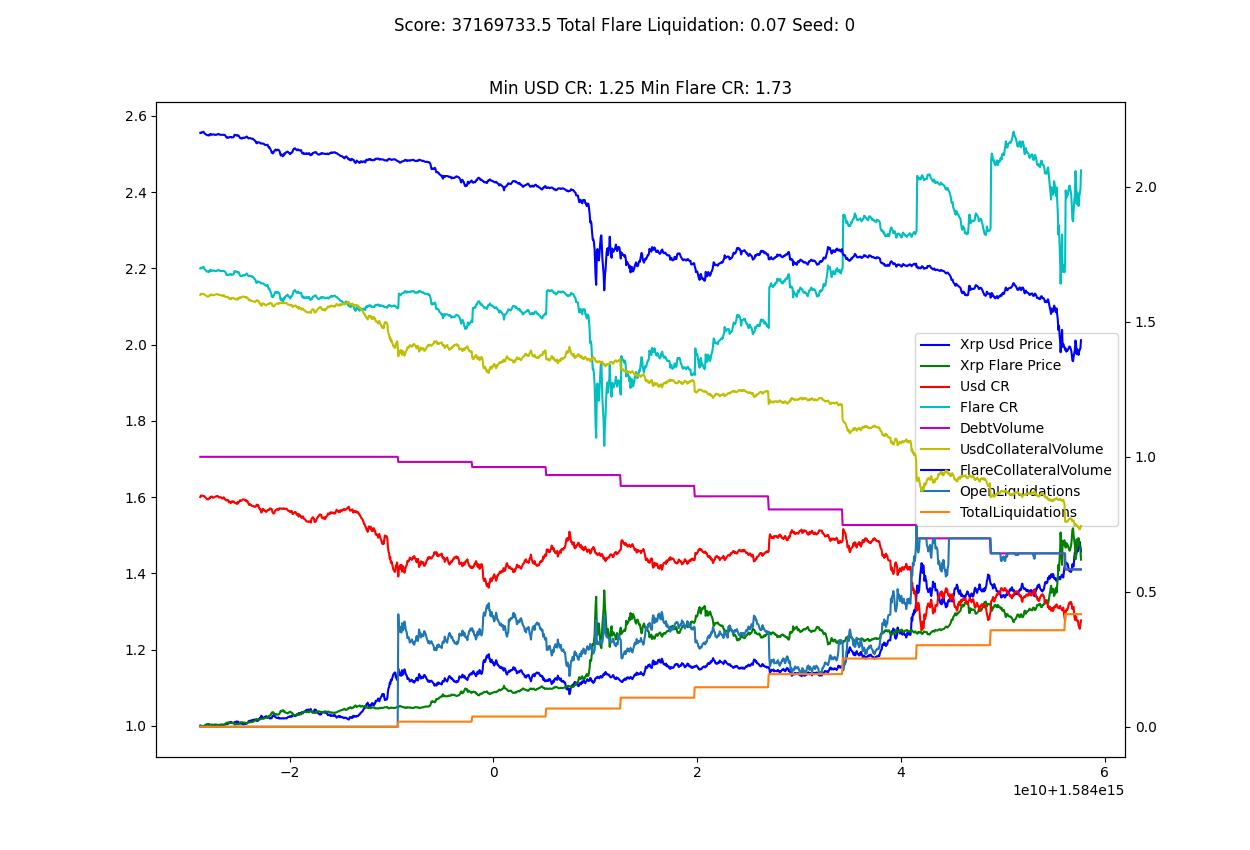 Score: 37169733.5 Total Flare Liquidation: 0.07 Seed: 0
Min USD CR: 1.25 Min Flare CR: 1.73
2.6
2.4
2.2
2.0
1.8
1.6
1.4
1.2
1.0
2.0
1.5
1.0
0.5
0.0
Xrp Usd Price
Xrp Flare Price
Usd CR
Flare CR
DebtVolume
UsdCollateralVolume
FlareCollateralVolume
OpenLiquidations
TotalLiquidations
−2 0 2 4 6
1e10+1.584e15